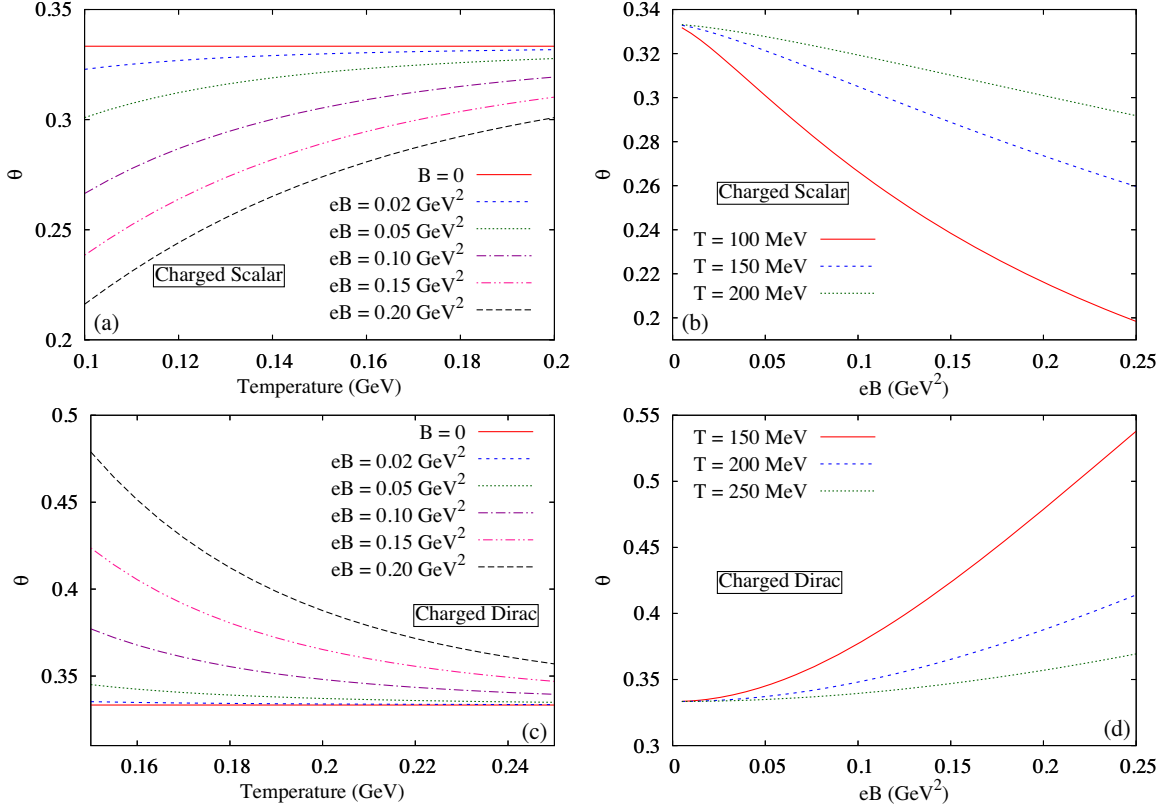 θ
0.35
0.3
0.25
0.2
B = 0
eB = 0.02 GeV²
eB = 0.05 GeV²
eB = 0.10 GeV²
eB = 0.15 GeV²
eB = 0.20 GeV²
Charged Scalar
(a)
0.1 0.12 0.14 0.16 0.18 0.2
Temperature (GeV)
θ
0.34
0.32
0.3
0.28
0.26
0.24
0.22
0.2
Charged Scalar
T = 100 MeV
T = 150 MeV
T = 200 MeV
(b)
0 0.05 0.1 0.15 0.2 0.25
eB (GeV²)
θ
0.5
0.45
0.4
0.35
B = 0
eB = 0.02 GeV²
eB = 0.05 GeV²
eB = 0.10 GeV²
eB = 0.15 GeV²
eB = 0.20 GeV²
Charged Dirac
(c)
0.16 0.18 0.2 0.22 0.24
Temperature (GeV)
θ
0.55
0.5
0.45
0.4
0.35
0.3
T = 150 MeV
T = 200 MeV
T = 250 MeV
Charged Dirac
(d)
0 0.05 0.1 0.15 0.2 0.25
eB (GeV²)